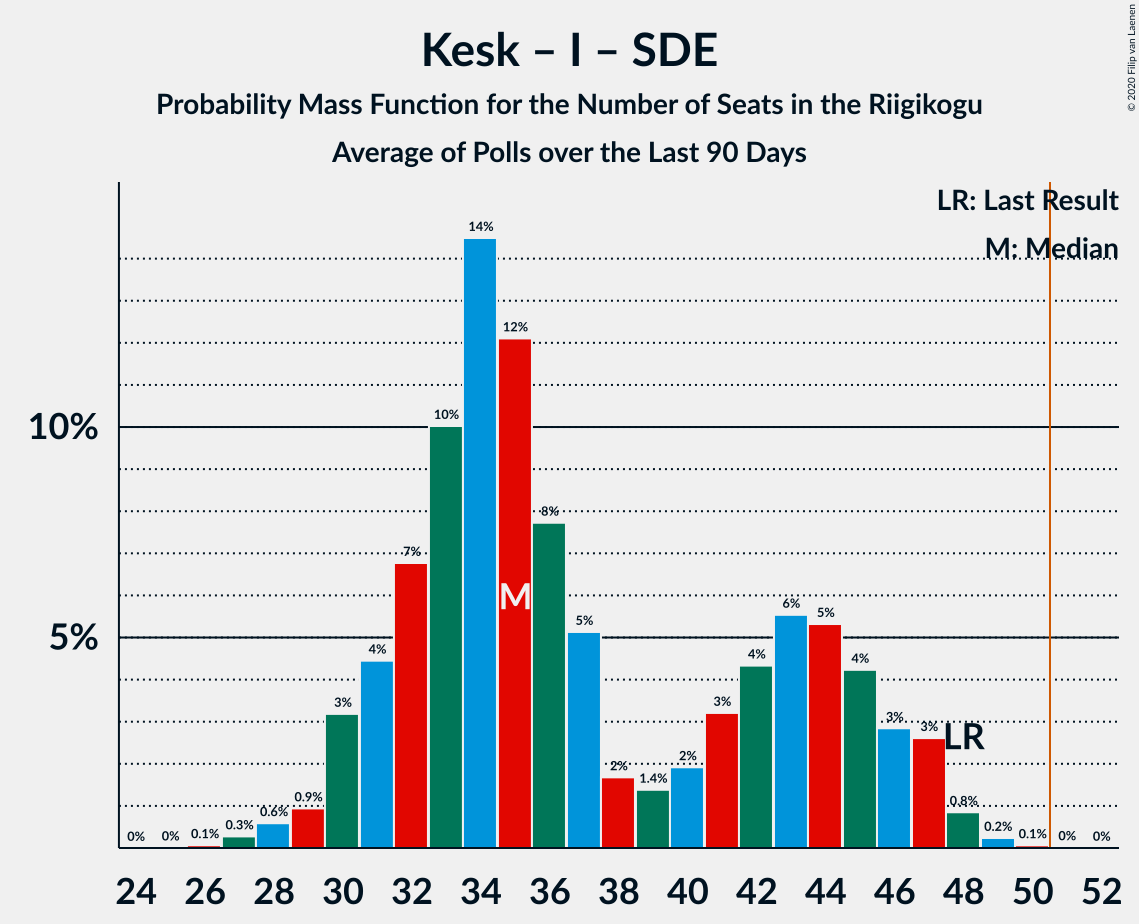 Kesk – I – SDE
Probability Mass Function for the Number of Seats in the Riigikogu
Average of Polls over the Last 90 Days
© 2020 Filip van Laenen
LR: Last Result
M: Median
10%
5%
0% 0% 0.1% 0.3% 0.6% 0.9% 3% 4% 7% 10% 14% 12% 8% 5% 2% 1.4% 2% 3% 4% 6% 5% 4% 3% 3% 0.8% 0.2% 0.1% 0% 0%
M
LR
24 26 28 30 32 34 36 38 40 42 44 46 48 50 52